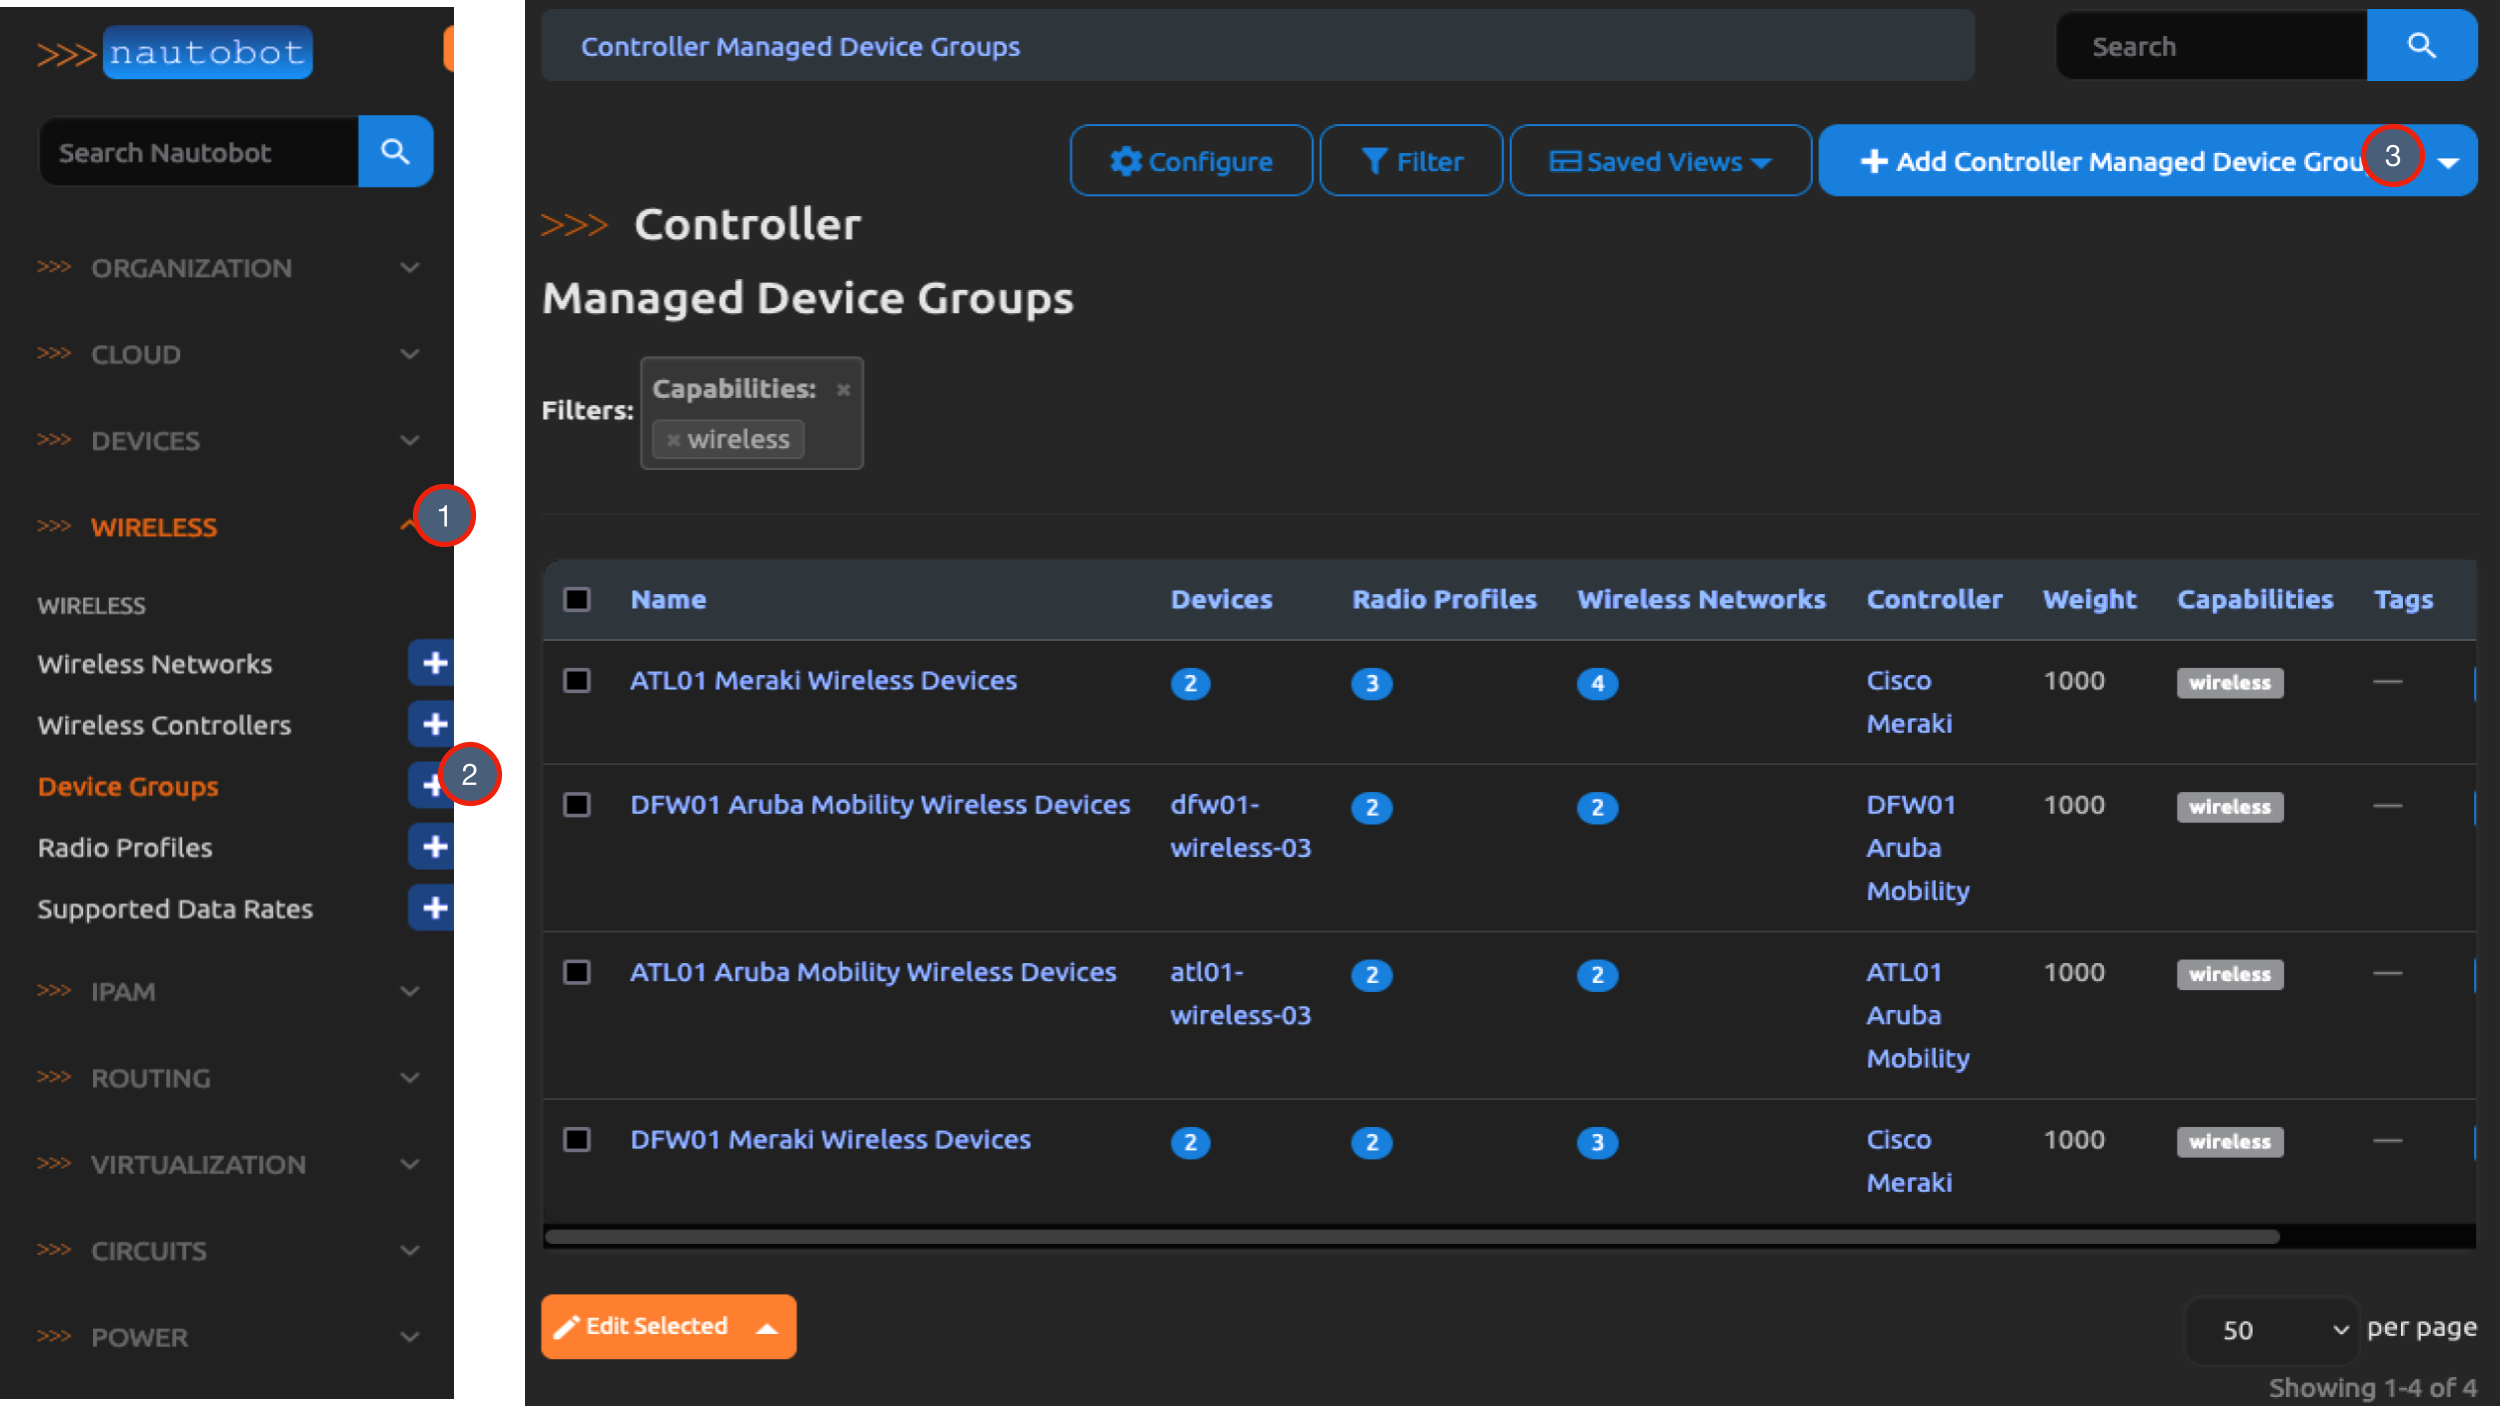 >>> nautobot
Search Nautobot
>>> ORGANIZATION
>>> CLOUD
>>> DEVICES
>>> WIRELESS
1
WIRELESS
Wireless Networks
Wireless Controllers
Device Groups
2
Radio Profiles
Supported Data Rates
>>> IPAM
>>> ROUTING
>>> VIRTUALIZATION
>>> CIRCUITS
>>> POWER
Controller Managed Device Groups
Search
Configure
Filter
Saved Views
Add Controller Managed Device Grou
3
>>> Controller
Managed Device Groups
Filters:
Capabilities: ×
× wireless
Name Devices Radio Profiles Wireless Networks Controller Weight Capabilities Tags
ATL01 Meraki Wireless Devices 2 3 4 Cisco 1000 wireless —
Meraki
DFW01 Aruba Mobility Wireless Devices dfw01- 2 2 DFW01 1000 wireless —
wireless-03 Aruba
Mobility
ATL01 Aruba Mobility Wireless Devices atl01- 2 2 ATL01 1000 wireless —
wireless-03 Aruba
Mobility
DFW01 Meraki Wireless Devices 2 2 3 Cisco 1000 wireless —
Meraki
Edit Selected
50 per page
Showing 1-4 of 4